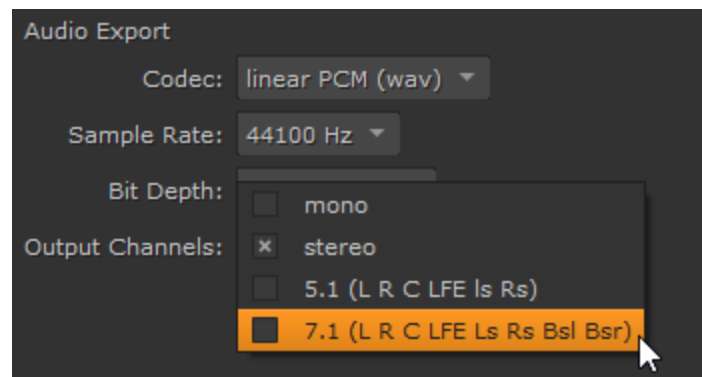 Audio Export
Codec: linear PCM (wav)
Sample Rate: 44100 Hz
Bit Depth:
mono
Output Channels:
stereo
5.1 (L R C LFE ls Rs)
7.1 (L R C LFE Ls Rs Bsl Bsr)